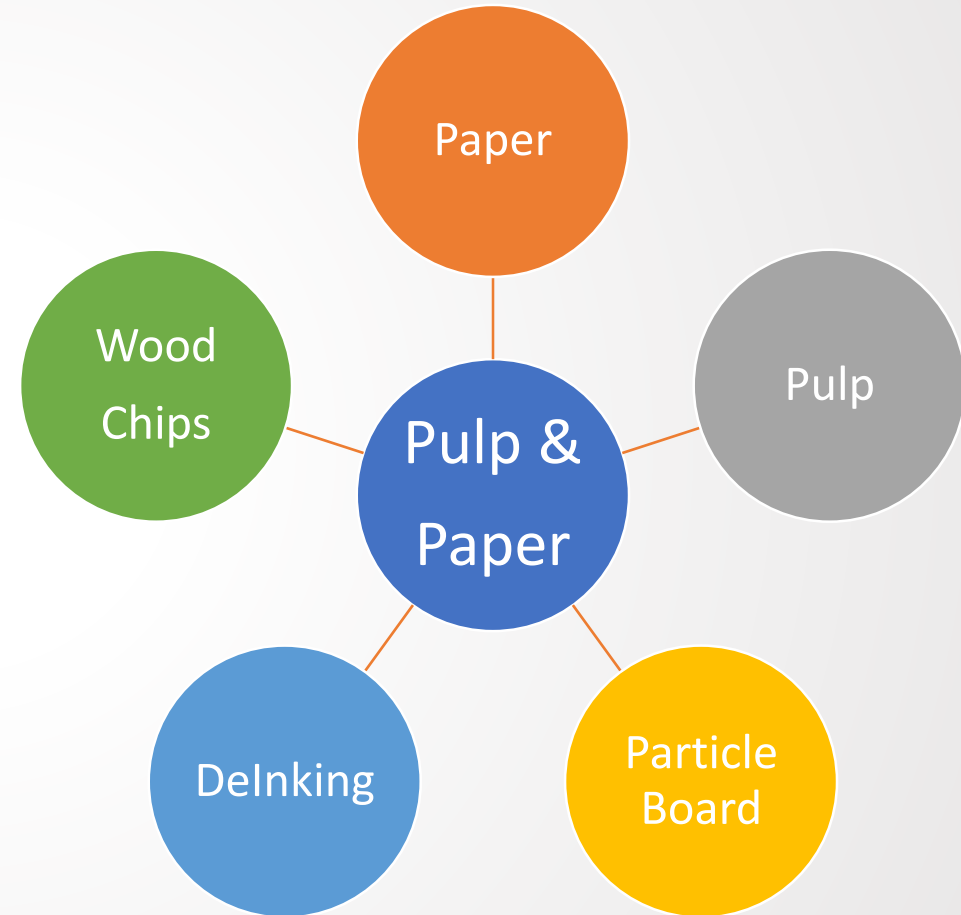 Paper
Wood
Chips
Pulp
Pulp &
Paper
DeInking
Particle
Board